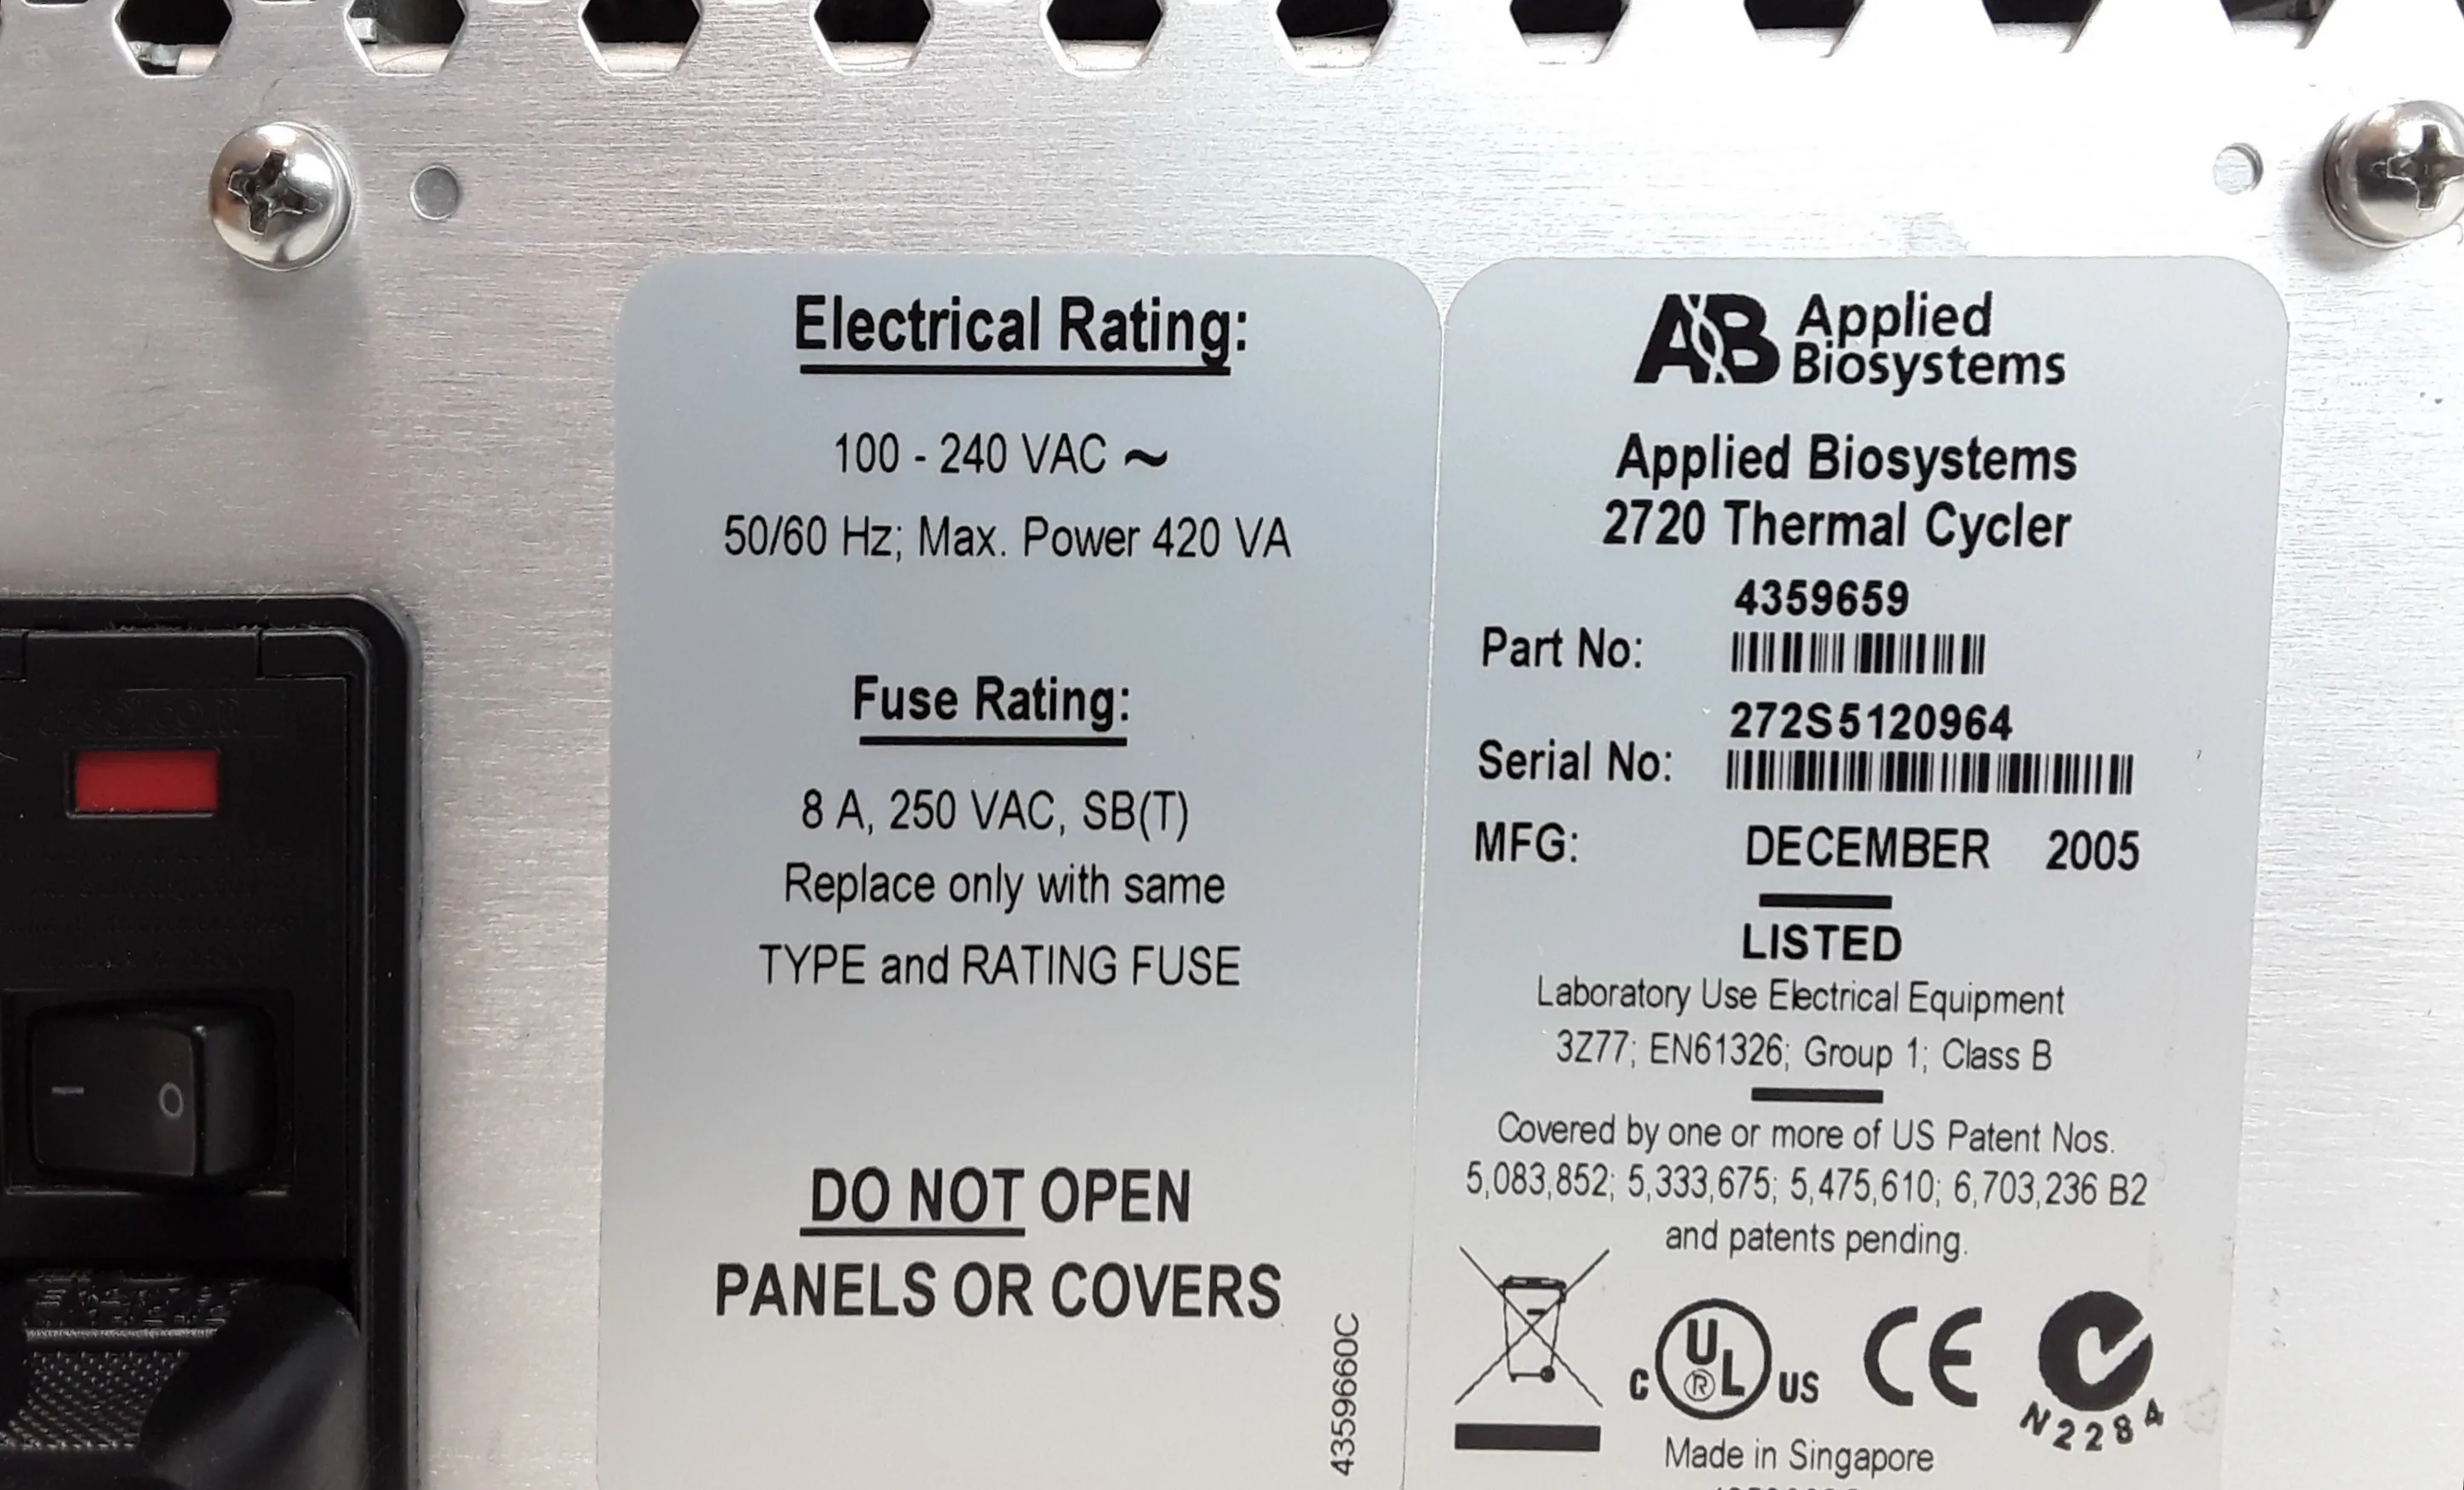 Electrical Rating:
100 - 240 VAC ~
50/60 Hz; Max. Power 420 VA
Fuse Rating:
8 A, 250 VAC, SB(T)
Replace only with same
TYPE and RATING FUSE
DO NOT OPEN
PANELS OR COVERS
4359660C
AB Applied
Biosystems
Applied Biosystems
2720 Thermal Cycler
4359659
Part No:
272S5120964
Serial No:
MFG: DECEMBER 2005
LISTED
Laboratory Use Electrical Equipment
3Z77; EN61326; Group 1; Class B
Covered by one or more of US Patent Nos.
5,083,852; 5,333,675; 5,475,610; 6,703,236 B2
and patents pending.
C UL ® US CE
N2284
Made in Singapore
– O